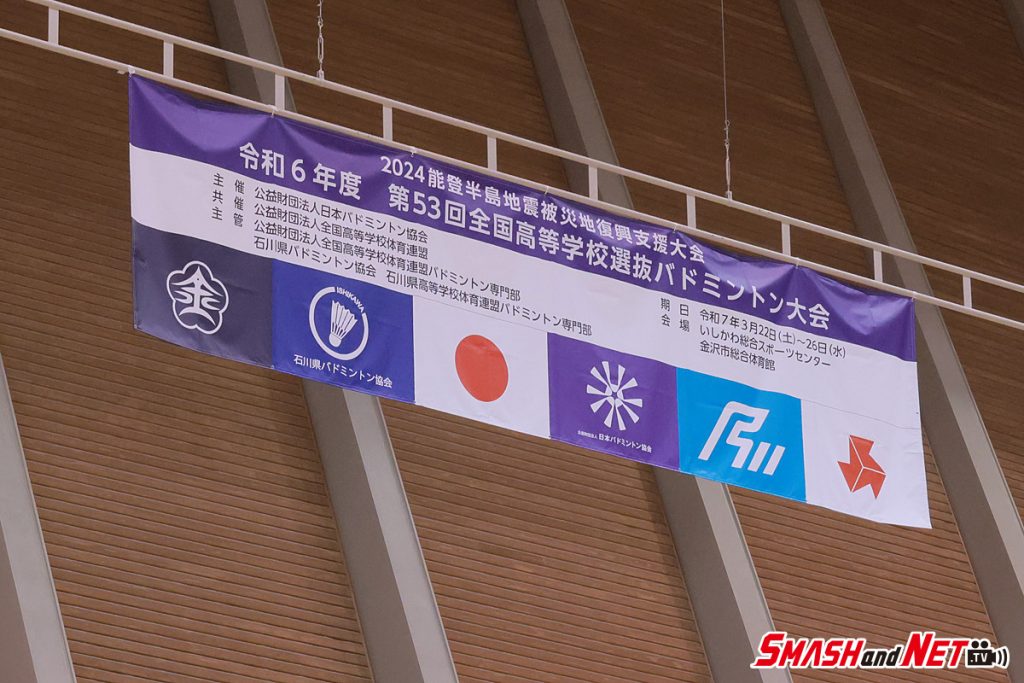 2024能登半島地震被災地復興支援大会
令和6年度 第53回全国高等学校選抜バドミントン大会
主催 公益財団法人日本バドミントン協会
公益財団法人全国高等学校体育連盟
共催 公益財団法人全国高等学校体育連盟バドミントン専門部
主管 石川県バドミントン協会 石川県高等学校体育連盟バドミントン専門部
期日 令和7年3月22日(土)~26日(水)
会場 いしかわ総合スポーツセンター
金沢市総合体育館
ISHIKAWA
石川県バドミントン協会
公益財団法人 日本バドミントン協会
SMASH and NET.TV